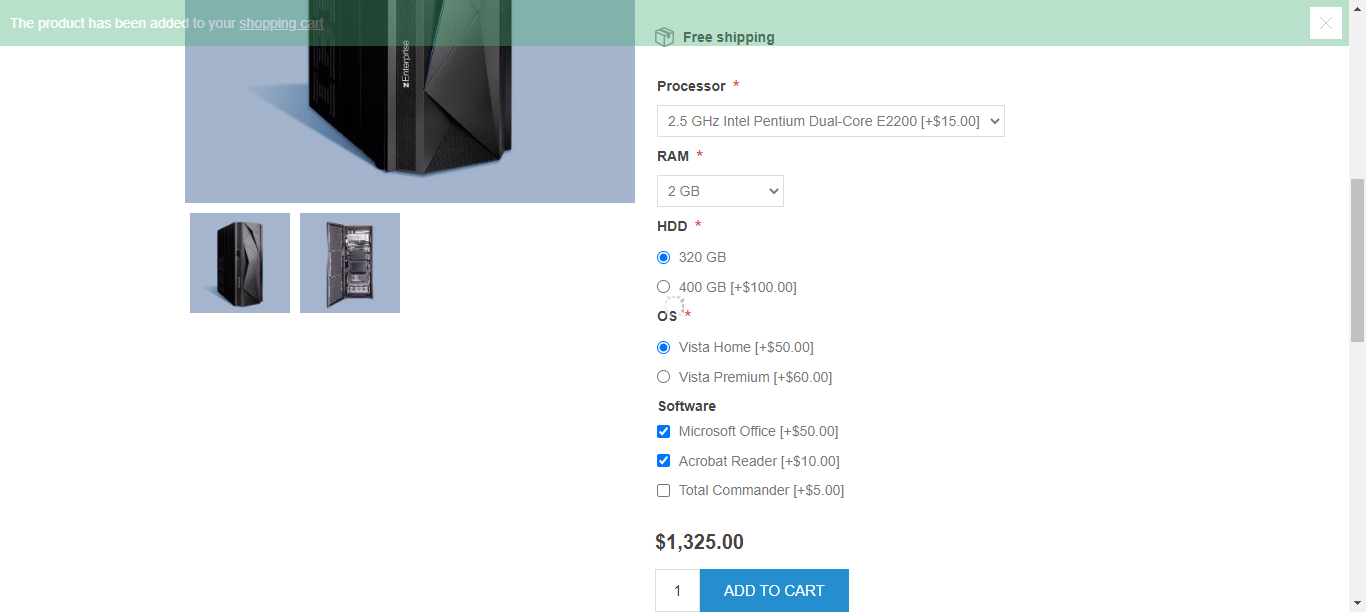 The product has been added to your shopping cart
zEnterprise
Free shipping
Processor *
2.5 GHz Intel Pentium Dual-Core E2200 [+$15.00]
RAM *
2 GB
HDD *
320 GB
400 GB [+$100.00]
OS *
Vista Home [+$50.00]
Vista Premium [+$60.00]
Software
Microsoft Office [+$50.00]
Acrobat Reader [+$10.00]
Total Commander [+$5.00]
$1,325.00
1
ADD TO CART